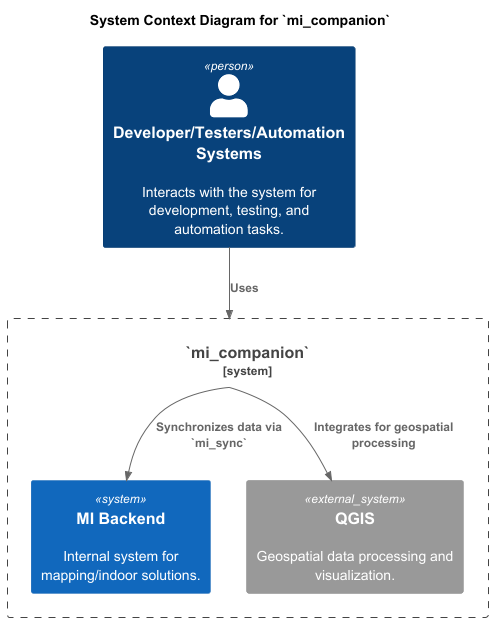 System Context Diagram for `mi_companion`
«person»
Developer/Testers/Automation
Systems
Interacts with the system for
development, testing, and
automation tasks.
Uses
`mi_companion`
[system]
Synchronizes data via
`mi_sync`
Integrates for geospatial
processing
«system»
MI Backend
Internal system for
mapping/indoor solutions.
«external_system»
QGIS
Geospatial data processing and
visualization.